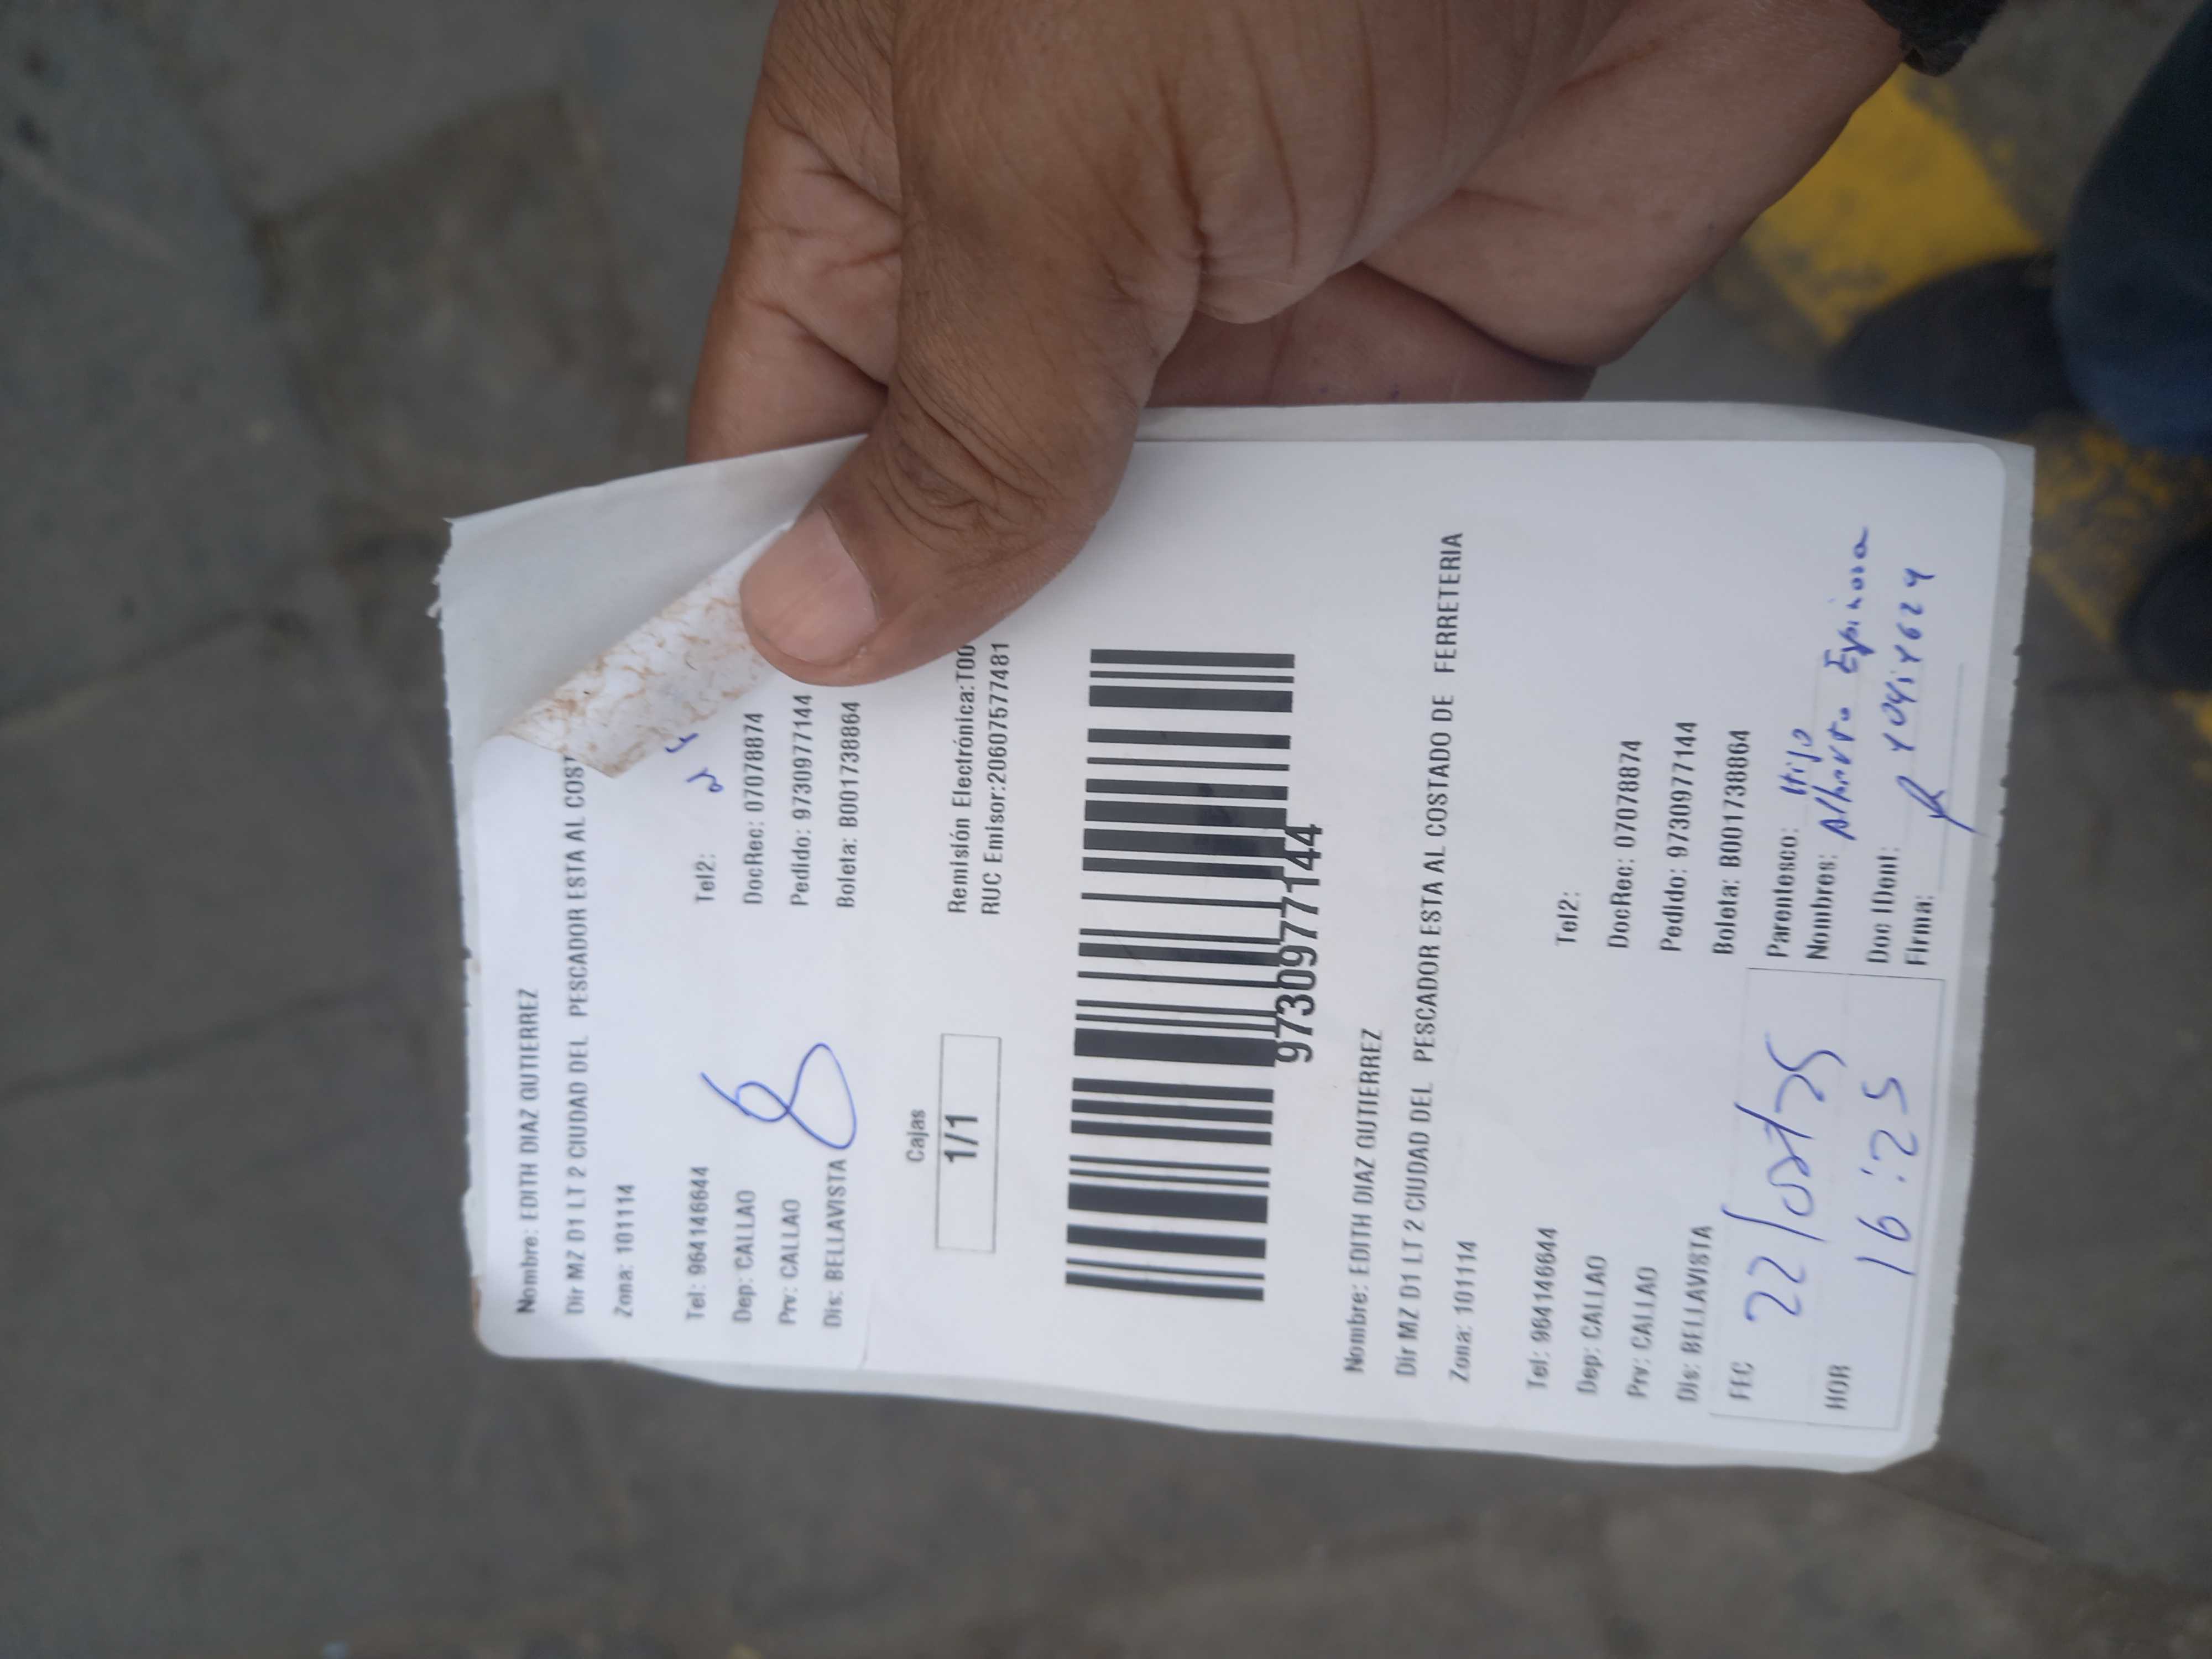 Nombre: EDITH DIAZ GUTIERREZ
Dir MZ D1 LT 2 CIUDAD DEL PESCADOR ESTA AL COST
Zona: 101114
Tel: 964146644 Tel2:
Dep: CALLAO DocRec: 07078874
Prv: CALLAO Pedido: 9730977144
Dis: BELLAVISTA Boleta: B001738864
8
Cajas
1/1
Remisión Electrónica:T00
RUC Emisor:20607577481
9730977144
Nombre: EDITH DIAZ GUTIERREZ
Dir MZ D1 LT 2 CIUDAD DEL PESCADOR ESTA AL COSTADO DE FERRETERIA
Zona: 101114
Tel: 964146644 Tel2:
Dep: CALLAO DocRec: 07078874
Prv: CALLAO Pedido: 9730977144
Dis: BELLAVISTA Boleta: B001738864
FEC 22
HOR 16:25
Parentesco: Hijo
Nombres: Alberto Espinoza
Doc IDent:
Firma: